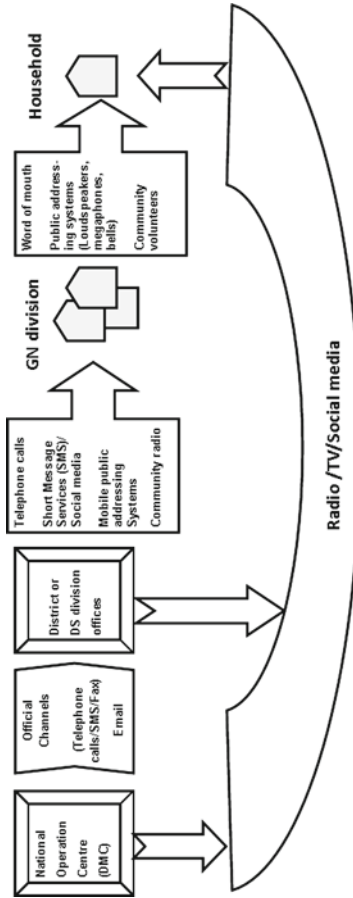 National
Operation
Centre
(DMC)
Official
Channels
(Telephone
calls/SMS/Fax)
Email
District or
DS division
offices
Telephone calls
Short Message
Services (SMS)/
Social media
Mobile public
addressing
Systems
Community radio
GN division
Word of mouth
Public address-
ing systems
(Loudspeakers,
megaphones,
bells)
Community
volunteers
Household
Radio /TV/Social media